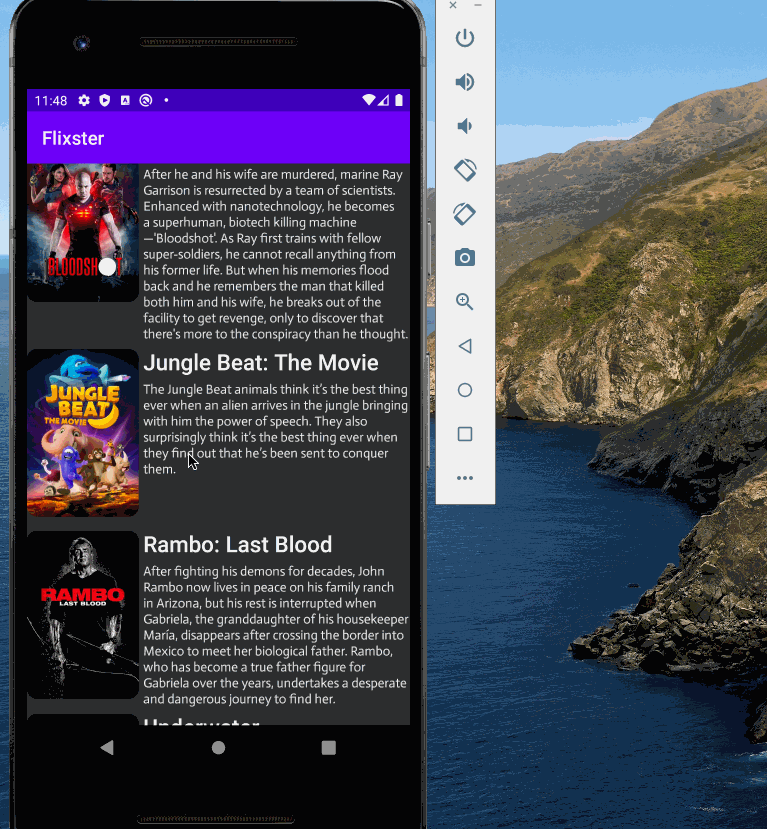 11:48
Flixster
BLOODSHOT
After he and his wife are murdered, marine Ray
Garrison is resurrected by a team of scientists.
Enhanced with nanotechnology, he becomes
a superhuman, biotech killing machine
—'Bloodshot'. As Ray first trains with fellow
super-soldiers, he cannot recall anything from
his former life. But when his memories flood
back and he remembers the man that killed
both him and his wife, he breaks out of the
facility to get revenge, only to discover that
there's more to the conspiracy than he thought.
JUNGLE
BEAT
THE MOVIE
Jungle Beat: The Movie
The Jungle Beat animals think it's the best thing
ever when an alien arrives in the jungle bringing
with him the power of speech. They also
surprisingly think it's the best thing ever when
they find out that he's been sent to conquer
them.
RAMBO
LAST BLOOD
Rambo: Last Blood
After fighting his demons for decades, John
Rambo now lives in peace on his family ranch
in Arizona, but his rest is interrupted when
Gabriela, the granddaughter of his housekeeper
María, disappears after crossing the border into
Mexico to meet her biological father. Rambo,
who has become a true father figure for
Gabriela over the years, undertakes a desperate
and dangerous journey to find her.
Underwater